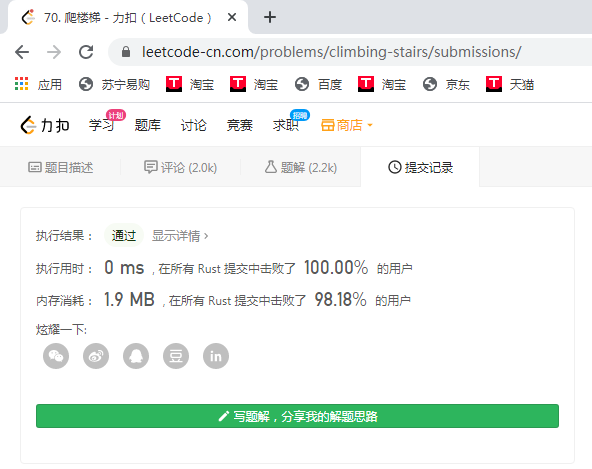 70. 爬楼梯 - 力扣（LeetCode）
leetcode-cn.com/problems/climbing-stairs/submissions/
应用 苏宁易购 淘宝 淘宝 百度 淘宝 京东 天猫
力扣 学习 计划 题库 讨论 竞赛 求职 招聘 商店
题目描述 评论 (2.0k) 题解 (2.2k) 提交记录
执行结果： 通过 显示详情 ›
执行用时： 0 ms , 在所有 Rust 提交中击败了 100.00% 的用户
内存消耗： 1.9 MB , 在所有 Rust 提交中击败了 98.18% 的用户
炫耀一下:
豆 in
写题解，分享我的解题思路